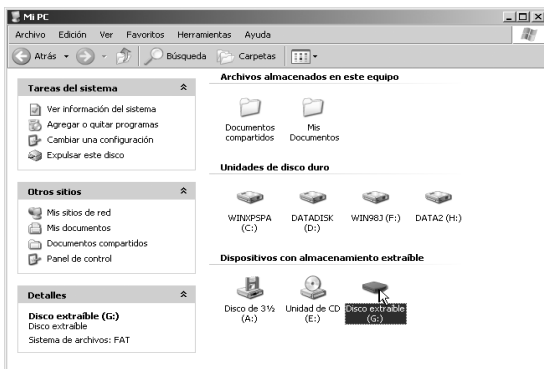 Mi PC
Archivo Edición Ver Favoritos Herramientas Ayuda
Atrás Búsqueda Carpetas
Tareas del sistema
Ver información del sistema
Agregar o quitar programas
Cambiar una configuración
Expulsar este disco
Otros sitios
Mis sitios de red
Mis documentos
Documentos compartidos
Panel de control
Detalles
Disco extraíble (G:)
Disco extraíble
Sistema de archivos: FAT
Archivos almacenados en este equipo
Documentos compartidos
Mis Documentos
Unidades de disco duro
WINXPSPA (C:)
DATADISK (D:)
WIN98J (F:)
DATA2 (H:)
Dispositivos con almacenamiento extraíble
Disco de 3½ (A:)
Unidad de CD (E:)
Disco extraíble (G:)